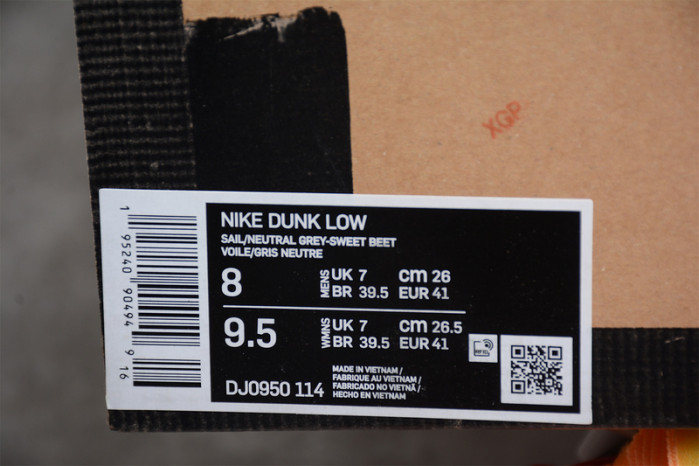 XGP
NIKE DUNK LOW
SAIL/NEUTRAL GREY-SWEET BEET
VOILE/GRIS NEUTRE
8 MENS UK 7 cm 26
BR 39.5 EUR 41
9.5 WMNS UK 7 cm 26.5
BR 39.5 EUR 41
DJ0950 114
MADE IN VIETNAM /
FABRIQUE AU VIETNAM /
FABRICADO NO VIETNÃ /
HECHO EN VIETNAM
1 95240 90494 9 16